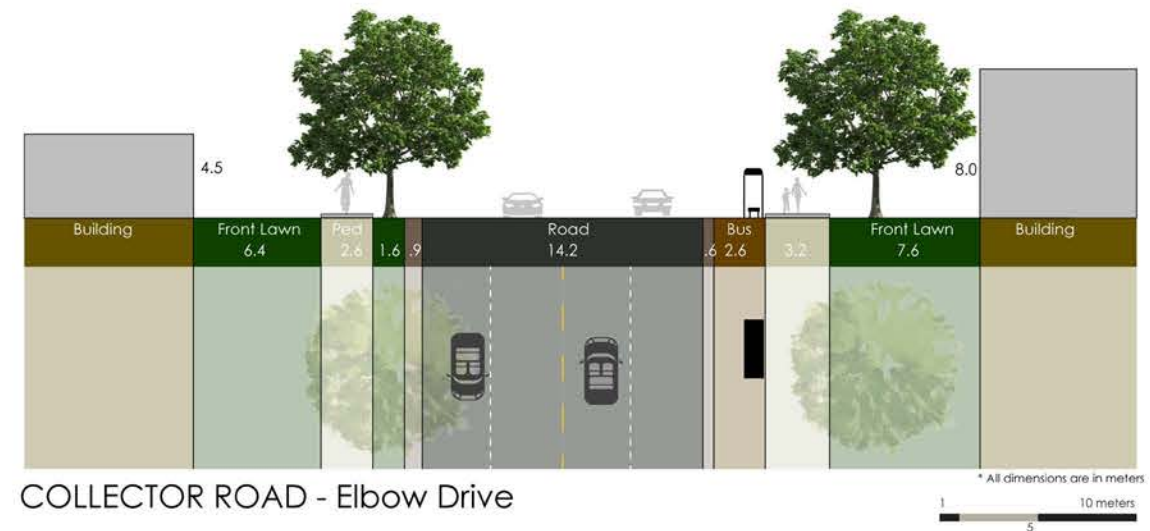 4.5
8.0
Building Front Lawn Ped Road Bus Front Lawn Building
6.4 2.6 1.6 .9 14.2 .6 2.6 3.2 7.6
* All dimensions are in meters
COLLECTOR ROAD - Elbow Drive
1 10 meters
5